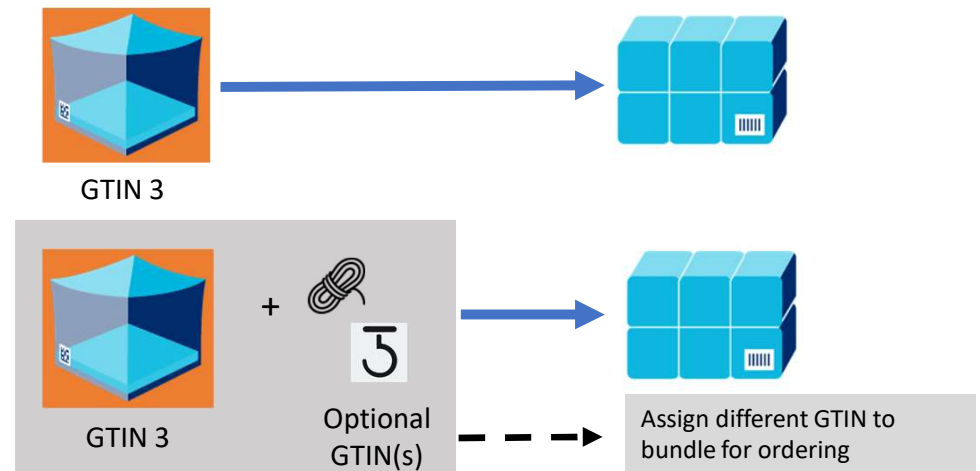 GTIN 3
+
GTIN 3
Optional
GTIN(s)
Assign different GTIN to
bundle for ordering